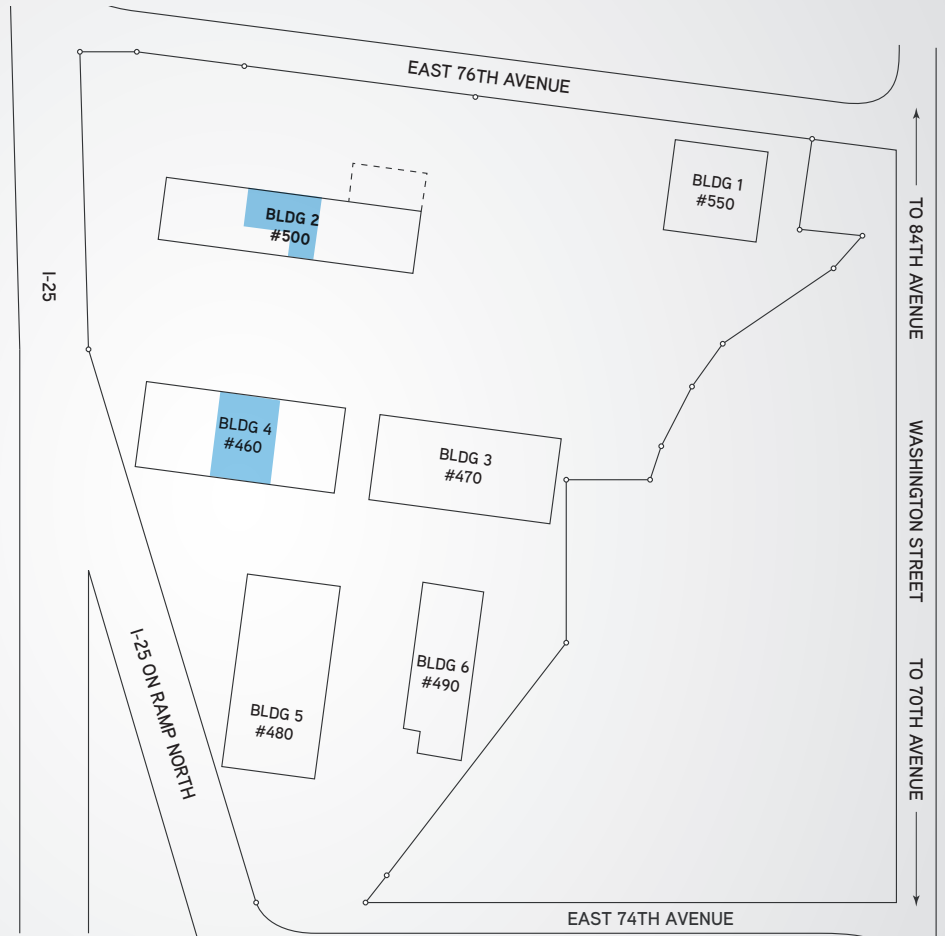 EAST 76TH AVENUE
BLDG 1
#550
BLDG 2
#500
TO 84TH AVENUE
I-25
BLDG 4
#460
BLDG 3
#470
WASHINGTON STREET
I-25 ON RAMP NORTH
BLDG 5
#480
BLDG 6
#490
TO 70TH AVENUE
EAST 74TH AVENUE